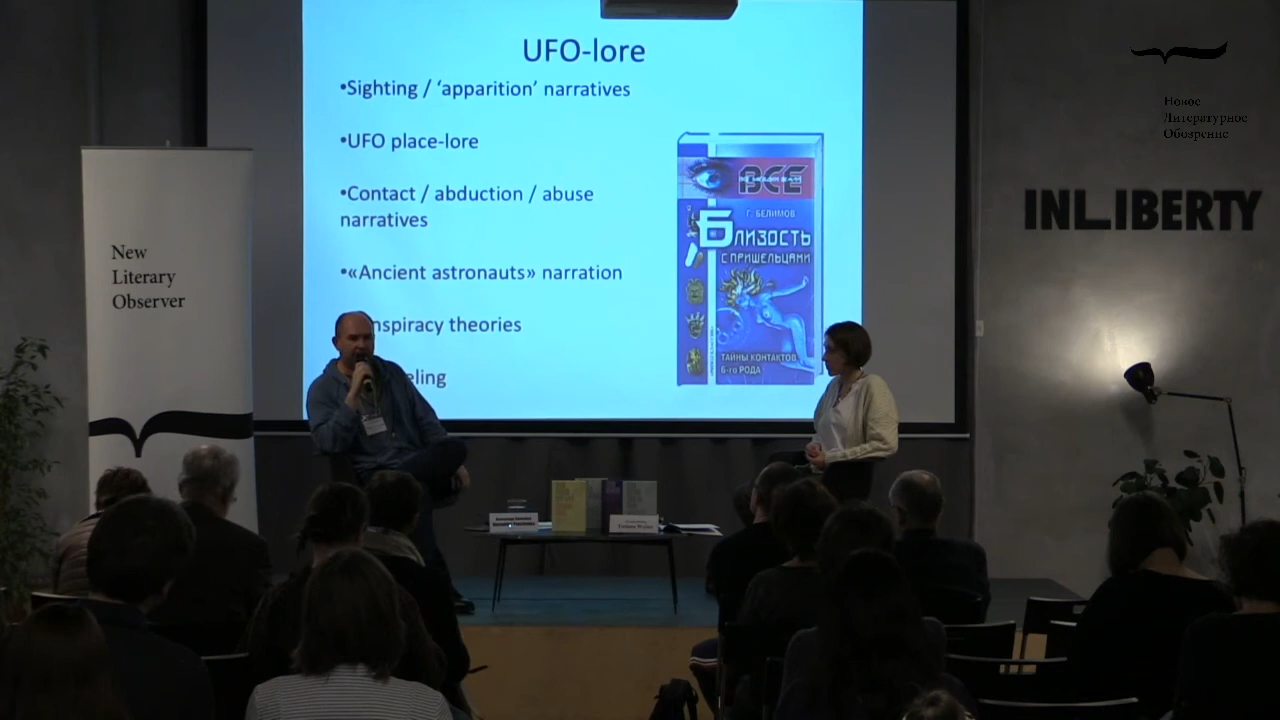 UFO-lore
•Sighting / ‘apparition’ narratives
•UFO place-lore
•Contact / abduction / abuse
narratives
•«Ancient astronauts» narration
nspiracy theories
eling
ВСЕ
Г. БЕЛИМОВ
БЛИЗОСТЬ
С ПРИШЕЛЬЦАМИ
ТАЙНЫ КОНТАКТОВ
6-го РОДА
New
Literary
Observer
Новое
Литературное
Обозрение
INLIBERTY